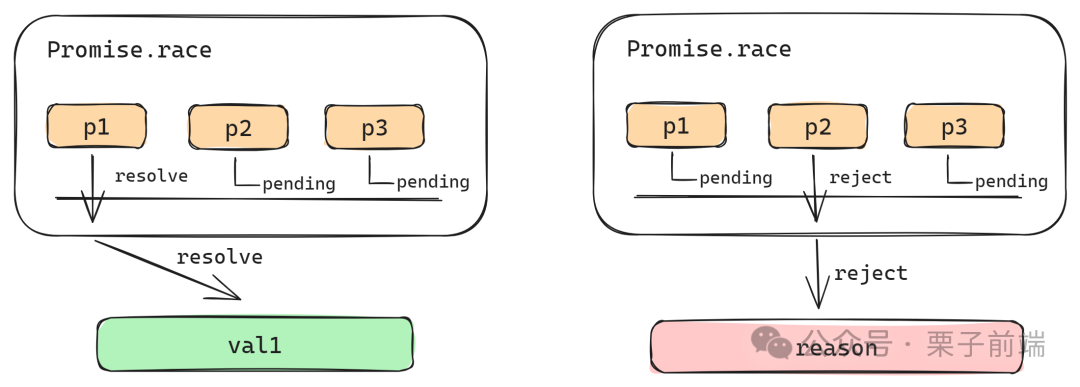 Promise.race
p1
p2
p3
resolve
pending
pending
resolve
val1
Promise.race
p1
p2
p3
pending
reject
pending
reject
reason
公众号 · 栗子前端